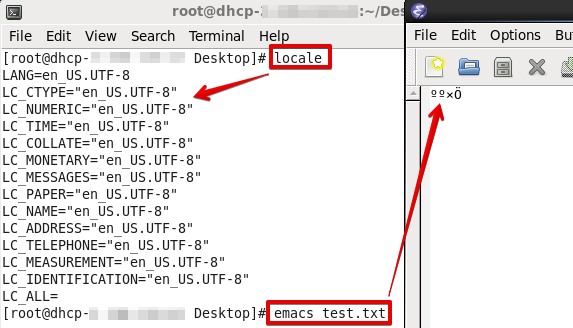 root@dhcp-
:~/Des
File Edit View Search Terminal Help
[root@dhcp- Desktop]# locale
LANG=en_US.UTF-8
LC_CTYPE="en_US.UTF-8"
LC_NUMERIC="en_US.UTF-8"
LC_TIME="en_US.UTF-8"
LC_COLLATE="en_US.UTF-8"
LC_MONETARY="en_US.UTF-8"
LC_MESSAGES="en_US.UTF-8"
LC_PAPER="en_US.UTF-8"
LC_NAME="en_US.UTF-8"
LC_ADDRESS="en_US.UTF-8"
LC_TELEPHONE="en_US.UTF-8"
LC_MEASUREMENT="en_US.UTF-8"
LC_IDENTIFICATION="en_US.UTF-8"
LC_ALL=
[root@dhcp- Desktop]# emacs test.txt
File Edit Options Bu
ºº×Ö